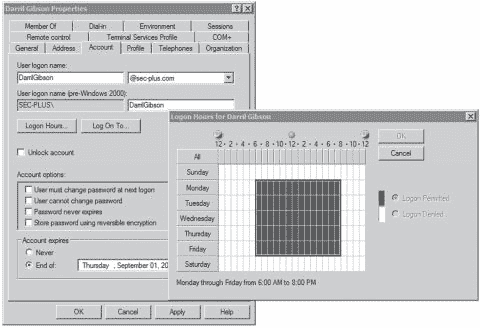 Darril Gibson Properties
Member Of Dial-in Environment Sessions
Remote control Terminal Services Profile COM+
General Address Account Profile Telephones Organization
User logon name:
DarrilGibson @sec-plus.com
User logon name (pre-Windows 2000):
SEC-PLUS\ DarrilGibson
Logon Hours... Log On To...
Unlock account
Account options:
User must change password at next logon
User cannot change password
Password never expires
Store password using reversible encryption
Account expires
Never
End of: Thursday , September 01, 20
OK Cancel Apply Help
Logon Hours for Darril Gibson
12 · 2 · 4 · 6 · 8 · 10 · 12 · 2 · 4 · 6 · 8 · 10 · 12
All
Sunday
Monday
Tuesday
Wednesday
Thursday
Friday
Saturday
OK
Cancel
Logon Permitted
Logon Denied
Monday through Friday from 6:00 AM to 8:00 PM